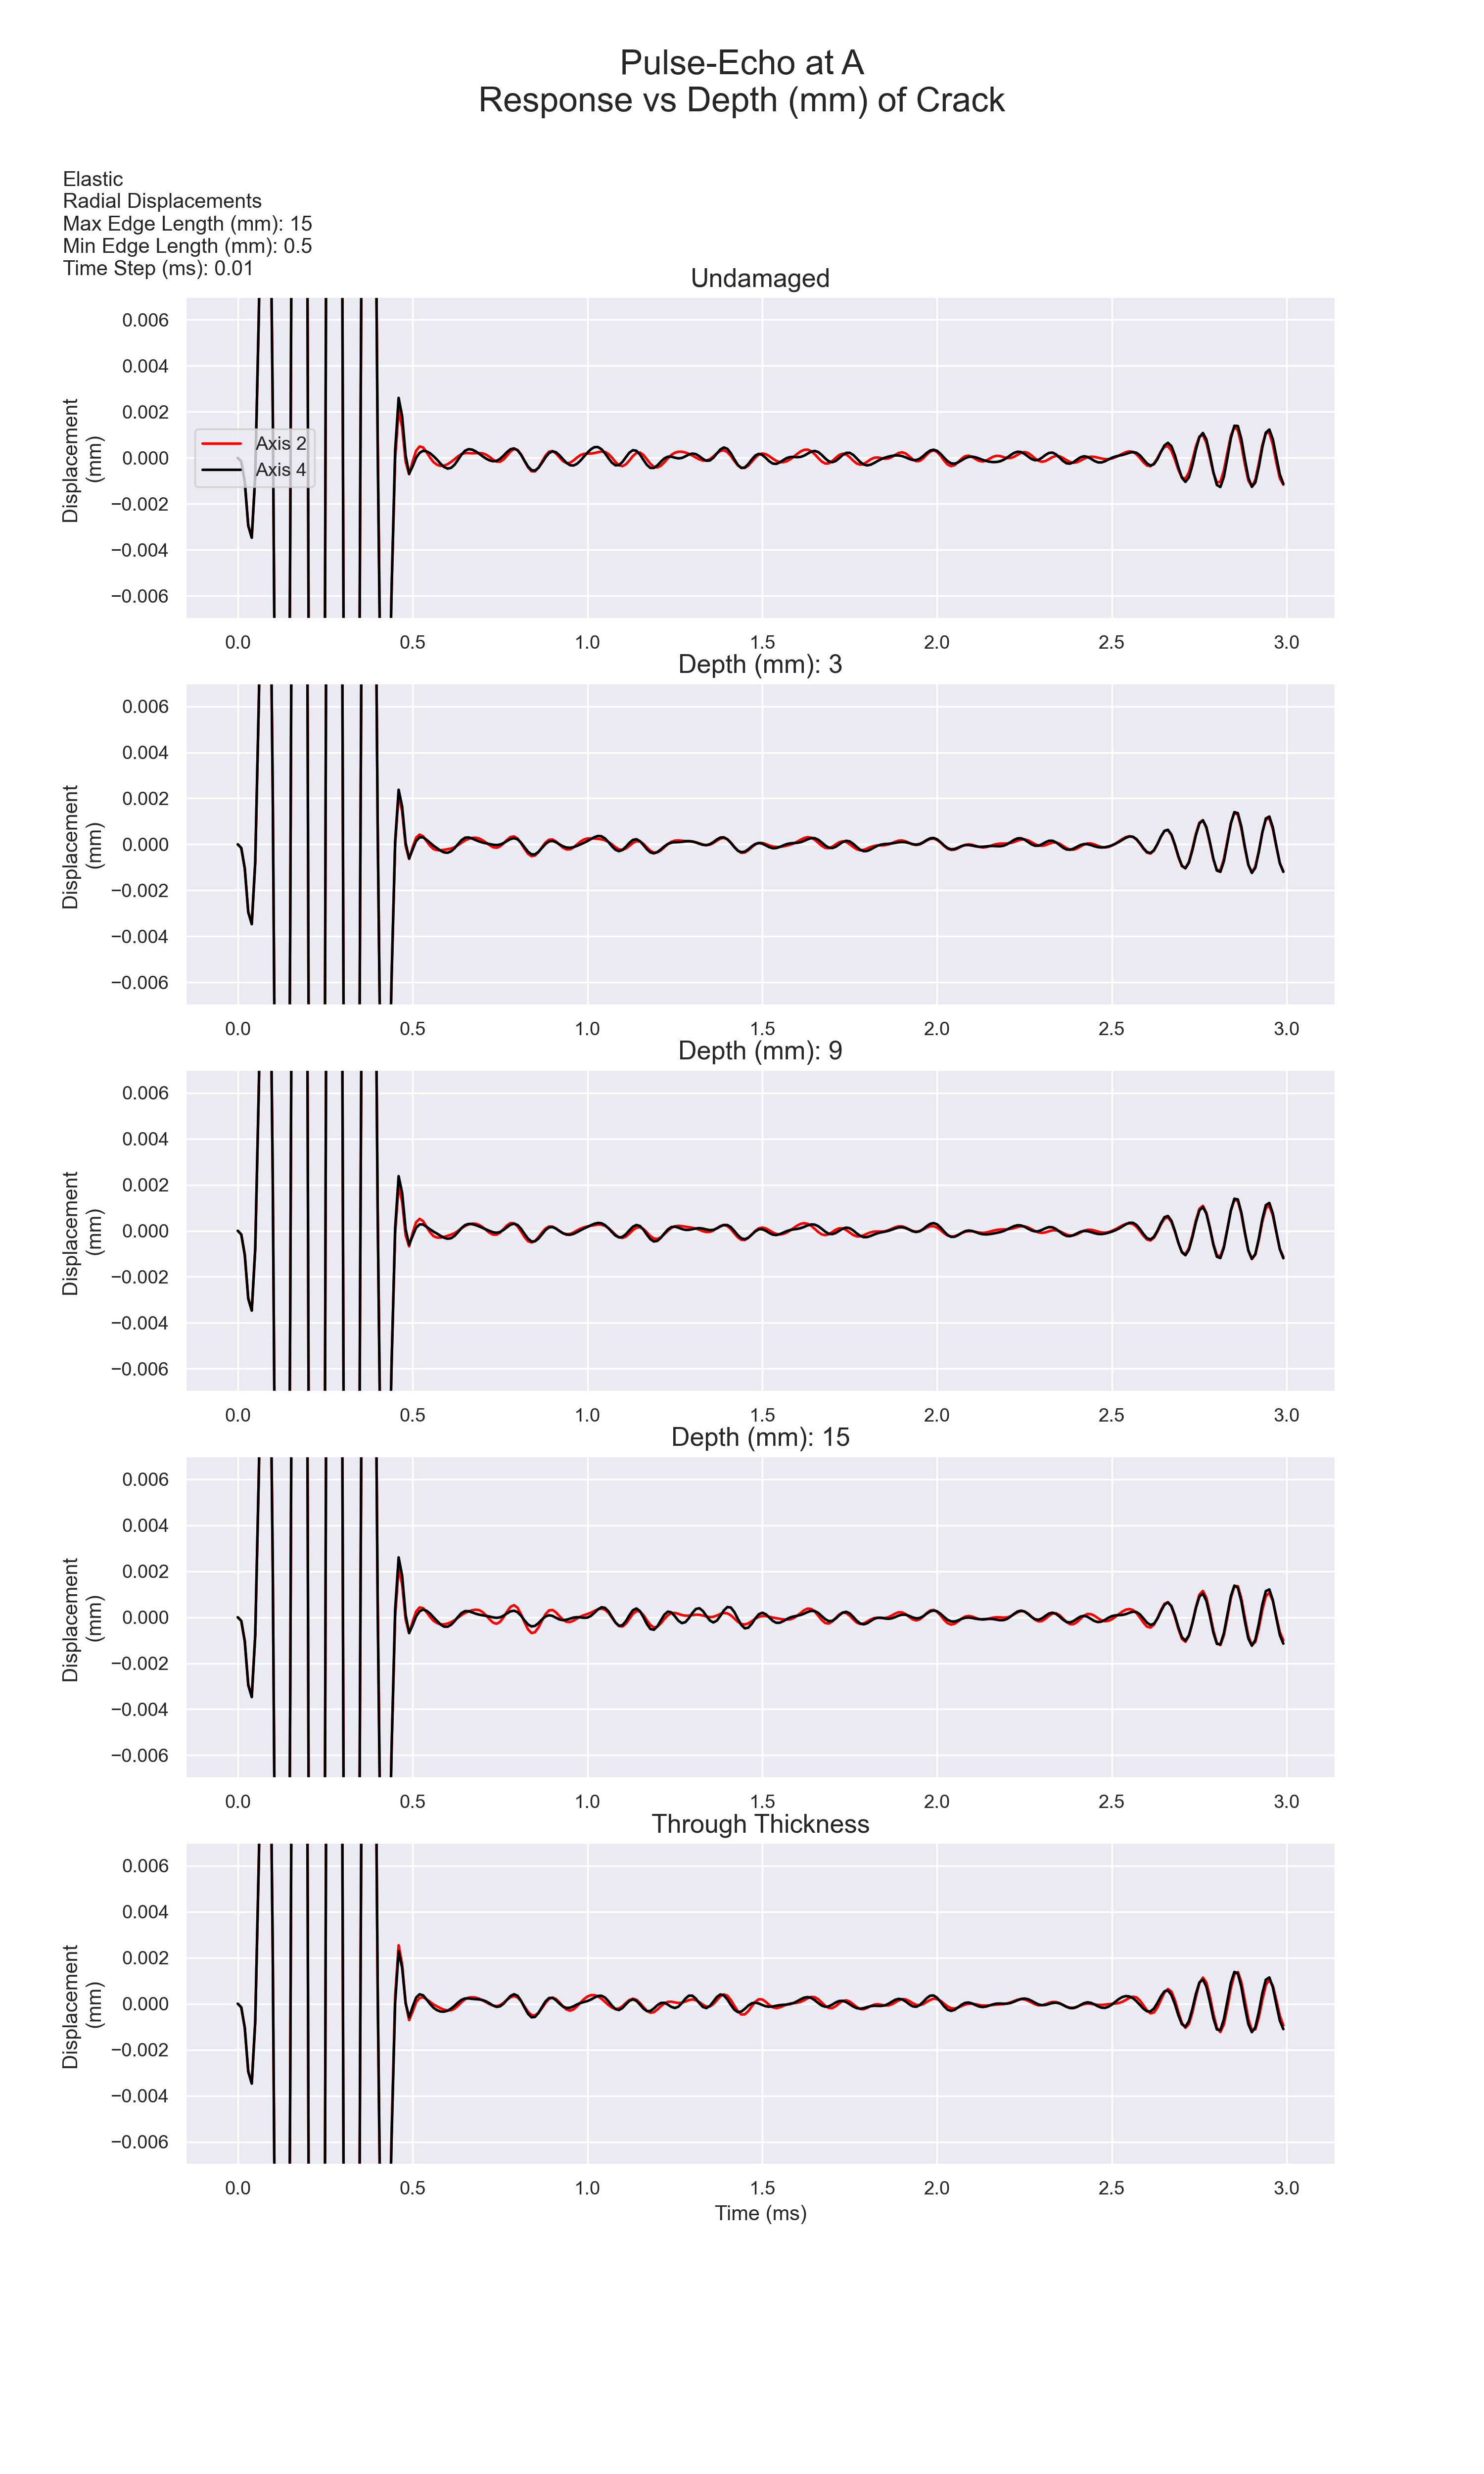 Pulse-Echo at A
Response vs Depth (mm) of Crack
Elastic
Radial Displacements
Max Edge Length (mm): 15
Min Edge Length (mm): 0.5
Time Step (ms): 0.01
Undamaged
0.006
0.004
0.002
0.000
−0.002
−0.004
−0.006
Displacement
(mm)
Axis 2
Axis 4
0.0 0.5 1.0 1.5 2.0 2.5 3.0
Depth (mm): 3
0.006
0.004
0.002
0.000
−0.002
−0.004
−0.006
Displacement
(mm)
0.0 0.5 1.0 1.5 2.0 2.5 3.0
Depth (mm): 9
0.006
0.004
0.002
0.000
−0.002
−0.004
−0.006
Displacement
(mm)
0.0 0.5 1.0 1.5 2.0 2.5 3.0
Depth (mm): 15
0.006
0.004
0.002
0.000
−0.002
−0.004
−0.006
Displacement
(mm)
0.0 0.5 1.0 1.5 2.0 2.5 3.0
Through Thickness
0.006
0.004
0.002
0.000
−0.002
−0.004
−0.006
Displacement
(mm)
0.0 0.5 1.0 1.5 2.0 2.5 3.0
Time (ms)